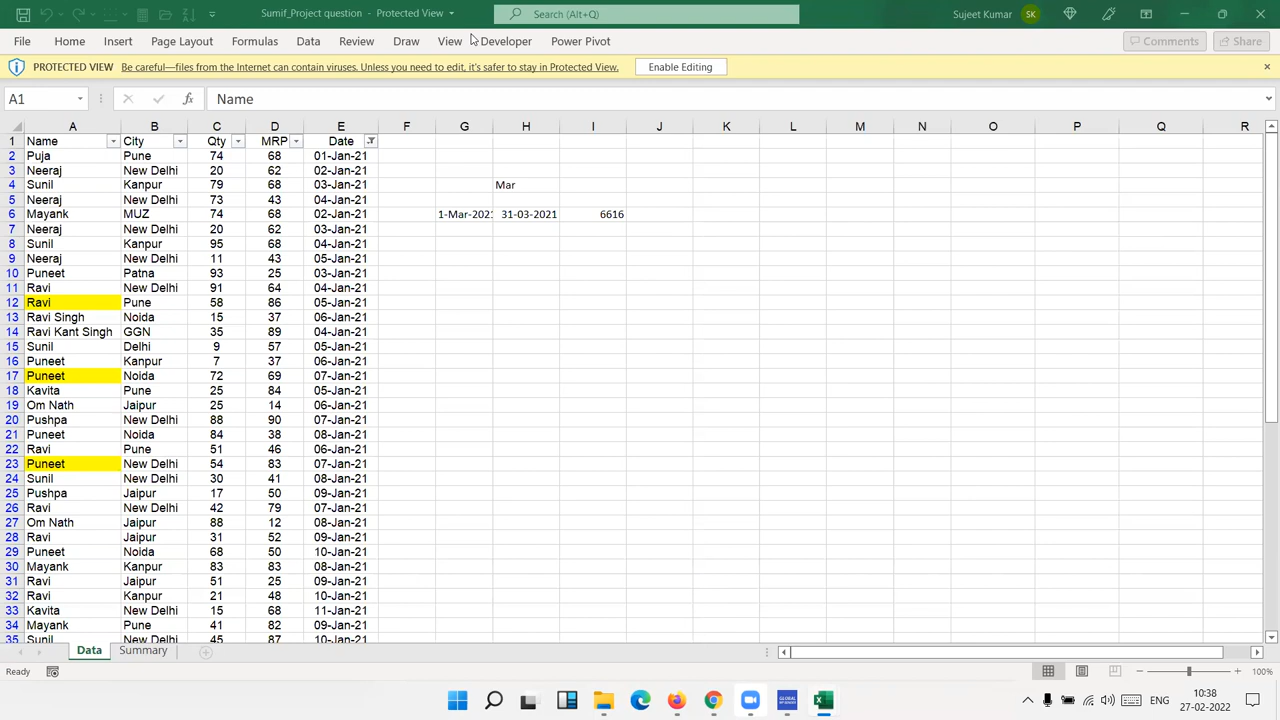 Sumif_Project question - Protected View
Search (Alt+Q)
Sujeet Kumar SK
File Home Insert Page Layout Formulas Data Review Draw View Developer Power Pivot Comments Share
PROTECTED VIEW Be careful—files from the Internet can contain viruses. Unless you need to edit, it's safer to stay in Protected View. Enable Editing
A1 fx Name
A B C D E F G H I J K L M N O P Q R
1 Name City Qty MRP Date
2 Puja Pune 74 68 01-Jan-21
3 Neeraj New Delhi 20 62 02-Jan-21
4 Sunil Kanpur 79 68 03-Jan-21 Mar
5 Neeraj New Delhi 73 43 04-Jan-21
6 Mayank MUZ 74 68 02-Jan-21 1-Mar-2021 31-03-2021 6616
7 Neeraj New Delhi 20 62 03-Jan-21
8 Sunil Kanpur 95 68 04-Jan-21
9 Neeraj New Delhi 11 43 05-Jan-21
10 Puneet Patna 93 25 03-Jan-21
11 Ravi New Delhi 91 64 04-Jan-21
12 Ravi Pune 58 86 05-Jan-21
13 Ravi Singh Noida 15 37 06-Jan-21
14 Ravi Kant Singh GGN 35 89 04-Jan-21
15 Sunil Delhi 9 57 05-Jan-21
16 Puneet Kanpur 7 37 06-Jan-21
17 Puneet Noida 72 69 07-Jan-21
18 Kavita Pune 25 84 05-Jan-21
19 Om Nath Jaipur 25 14 06-Jan-21
20 Pushpa New Delhi 88 90 07-Jan-21
21 Puneet Noida 84 38 08-Jan-21
22 Ravi Pune 51 46 06-Jan-21
23 Puneet New Delhi 54 83 07-Jan-21
24 Sunil New Delhi 30 41 08-Jan-21
25 Pushpa Jaipur 17 50 09-Jan-21
26 Ravi New Delhi 42 79 07-Jan-21
27 Om Nath Jaipur 88 12 08-Jan-21
28 Ravi Jaipur 31 52 09-Jan-21
29 Puneet Noida 68 50 10-Jan-21
30 Mayank Kanpur 83 83 08-Jan-21
31 Ravi Jaipur 51 25 09-Jan-21
32 Ravi Kanpur 21 48 10-Jan-21
33 Kavita New Delhi 15 68 11-Jan-21
34 Mayank Pune 41 82 09-Jan-21
35 Sunil New Delhi 45 87 10-Jan-21
Data Summary
Ready 100%
ENG
10:38
27-02-2022